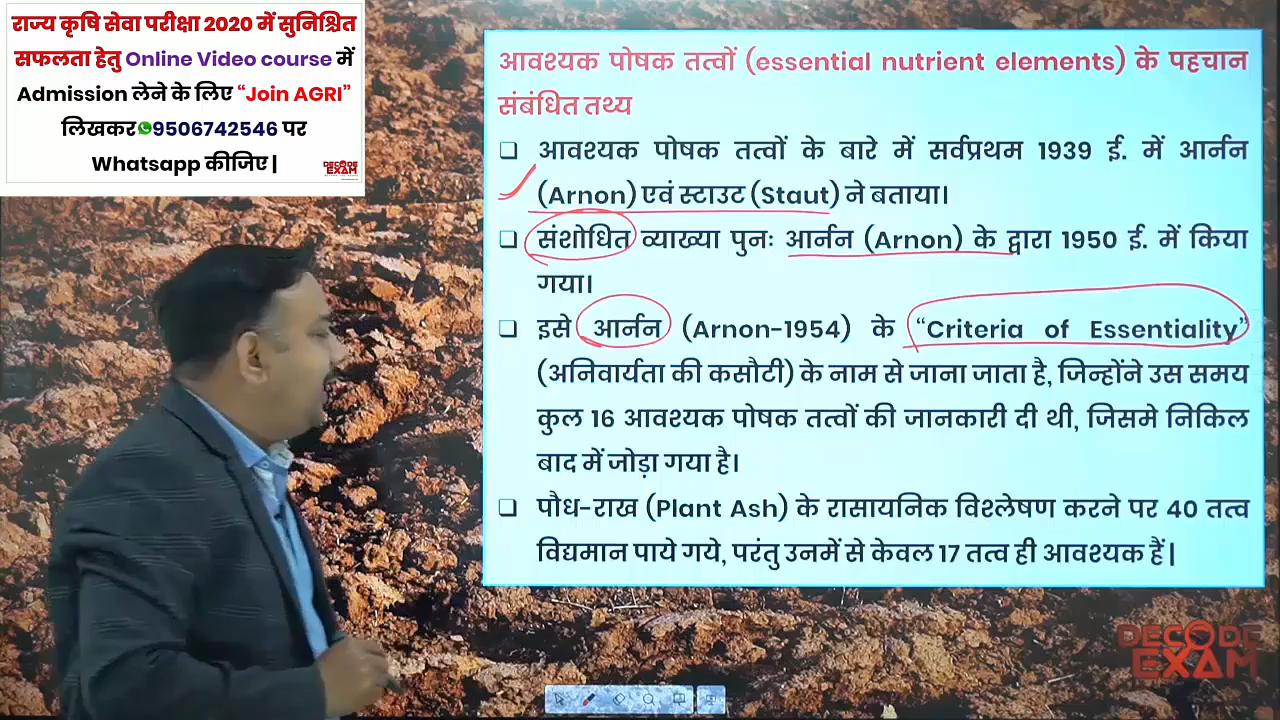 राज्य कृषि सेवा परीक्षा 2020 में सुनिश्चित
सफलता हेतु Online Video course में
Admission लेने के लिए “Join AGRI”
लिखकर 9506742546 पर
Whatsapp कीजिए |
DECODE
EXAM
आवश्यक पोषक तत्वों (essential nutrient elements) के पहचान
संबंधित तथ्य
❑ आवश्यक पोषक तत्वों के बारे में सर्वप्रथम 1939 ई. में आर्नन
(Arnon) एवं स्टाउट (Staut) ने बताया।
❑ संशोधित व्याख्या पुनः आर्नन (Arnon) के द्वारा 1950 ई. में किया
गया।
❑ इसे आर्नन (Arnon-1954) के “Criteria of Essentiality”
(अनिवार्यता की कसौटी) के नाम से जाना जाता है, जिन्होंने उस समय
कुल 16 आवश्यक पोषक तत्वों की जानकारी दी थी, जिसमे निकिल
बाद में जोड़ा गया है।
❑ पौध-राख (Plant Ash) के रासायनिक विश्लेषण करने पर 40 तत्व
विद्यमान पाये गये, परंतु उनमें से केवल 17 तत्व ही आवश्यक हैं |
DECODE
EXAM